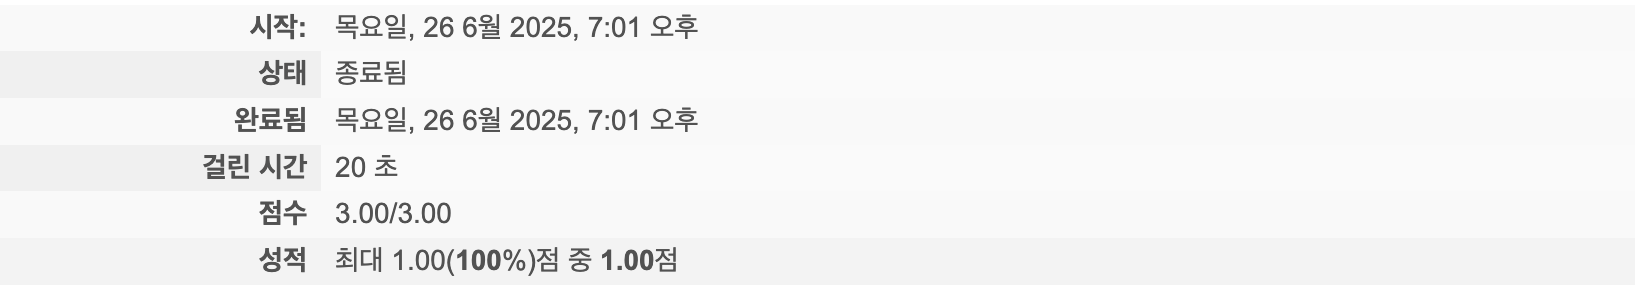 시작: 목요일, 26 6월 2025, 7:01 오후
상태 종료됨
완료됨 목요일, 26 6월 2025, 7:01 오후
걸린 시간 20 초
점수 3.00/3.00
성적 최대 1.00(100%)점 중 1.00점